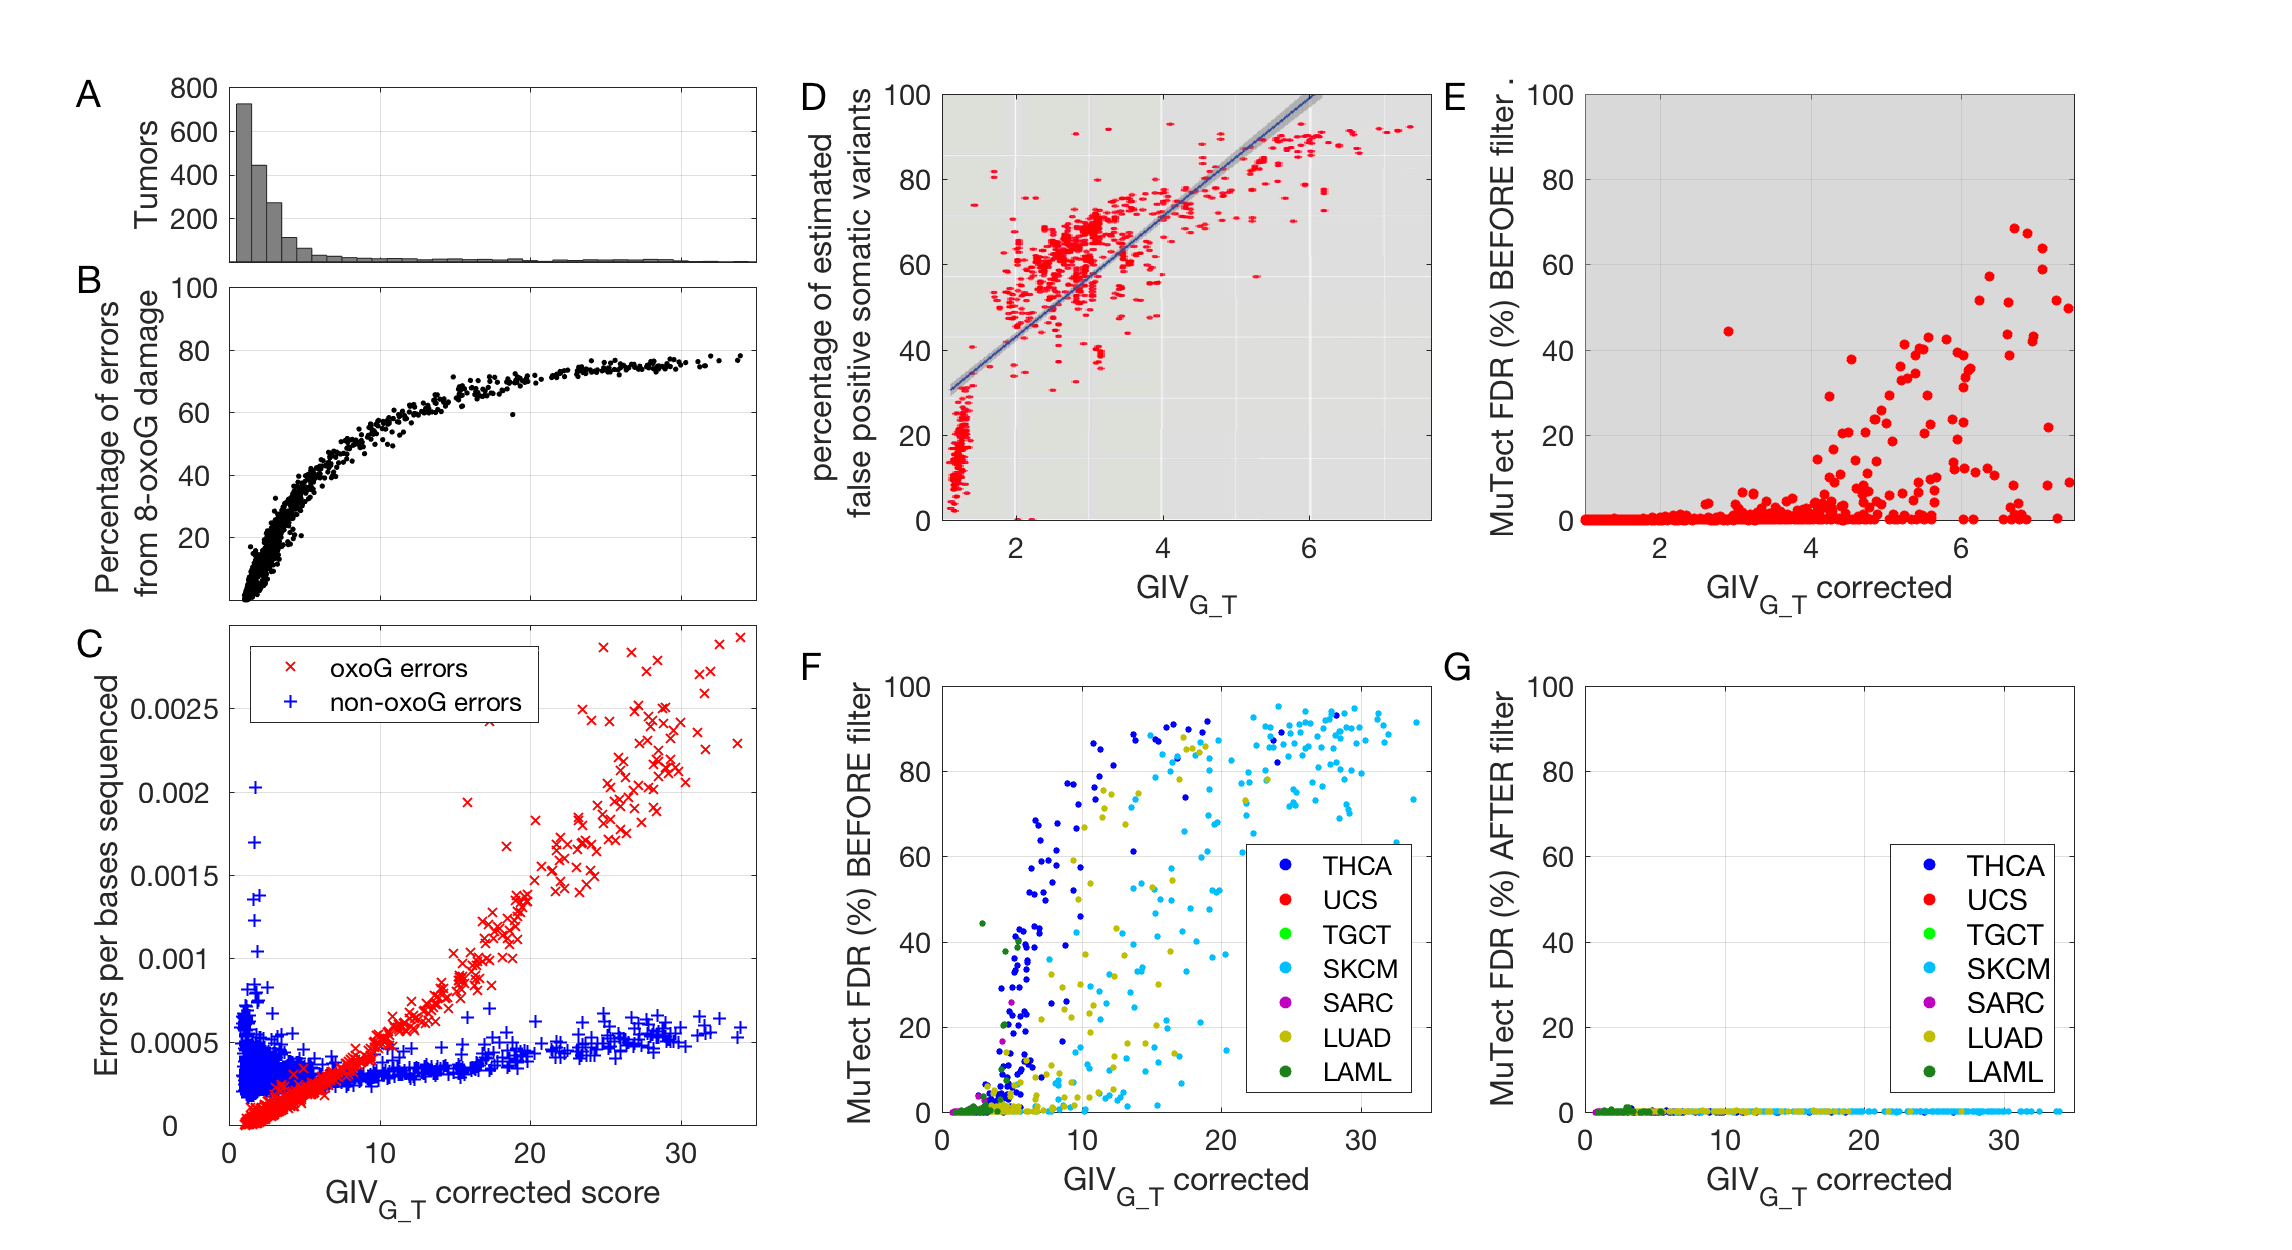 A
800
600
400
200
Tumors
B
100
80
60
40
20
Percentage of errors
from 8-oxoG damage
C
oxoG errors
non-oxoG errors
0.0025
0.002
0.0015
0.001
0.0005
0
Errors per bases sequenced
0 10 20 30
GIV_G_T corrected score
D
100
80
60
40
20
0
percentage of estimated
false positive somatic variants
2 4 6
GIV_G_T
E
100
80
60
40
20
0
MuTect FDR (%) BEFORE filter .
2 4 6
GIV_G_T corrected
F
100
80
60
40
20
0
MuTect FDR (%) BEFORE filter
THCA
UCS
TGCT
SKCM
SARC
LUAD
LAML
0 10 20 30
GIV_G_T corrected
G
100
80
60
40
20
0
MuTect FDR (%) AFTER filter
THCA
UCS
TGCT
SKCM
SARC
LUAD
LAML
0 10 20 30
GIV_G_T corrected